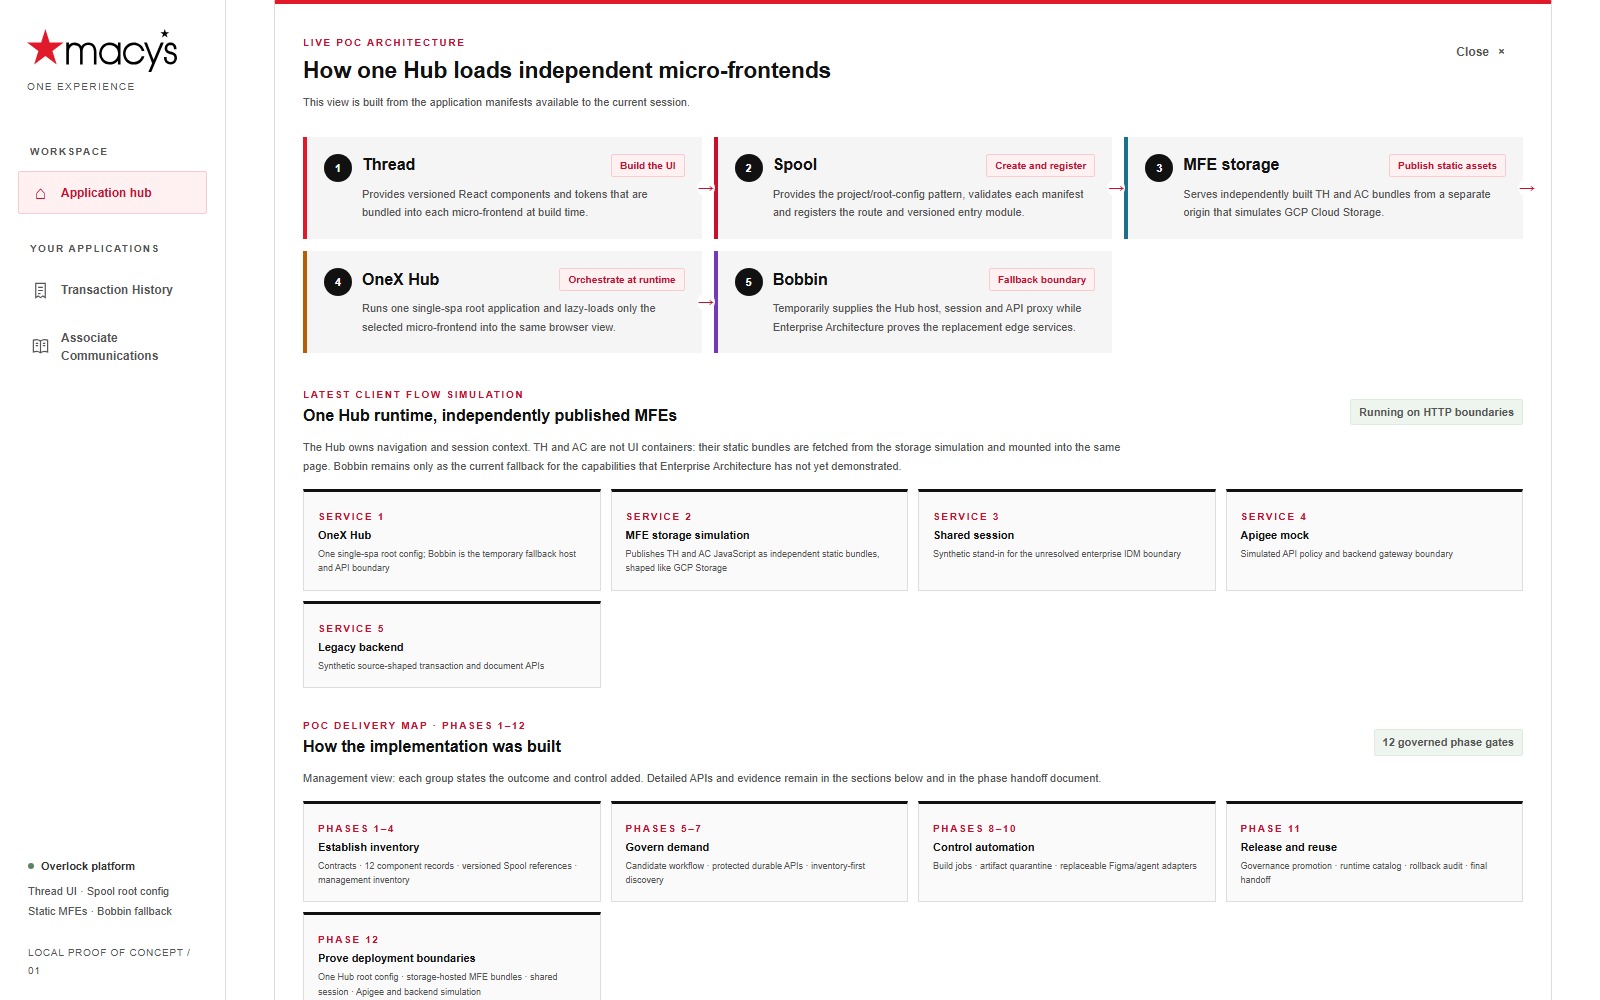 macys
ONE EXPERIENCE
WORKSPACE
Application hub
YOUR APPLICATIONS
Transaction History
Associate
Communications
Overlock platform
Thread UI · Spool root config
Static MFEs · Bobbin fallback
LOCAL PROOF OF CONCEPT /
01
LIVE POC ARCHITECTURE
How one Hub loads independent micro-frontends
Close ×
This view is built from the application manifests available to the current session.
1 Thread Build the UI
Provides versioned React components and tokens that are
bundled into each micro-frontend at build time.
→
2 Spool Create and register
Provides the project/root-config pattern, validates each manifest
and registers the route and versioned entry module.
→
3 MFE storage Publish static assets
Serves independently built TH and AC bundles from a separate
origin that simulates GCP Cloud Storage.
→
4 OneX Hub Orchestrate at runtime
Runs one single-spa root application and lazy-loads only the
selected micro-frontend into the same browser view.
→
5 Bobbin Fallback boundary
Temporarily supplies the Hub host, session and API proxy while
Enterprise Architecture proves the replacement edge services.
LATEST CLIENT FLOW SIMULATION
One Hub runtime, independently published MFEs
Running on HTTP boundaries
The Hub owns navigation and session context. TH and AC are not UI containers: their static bundles are fetched from the storage simulation and mounted into the same
page. Bobbin remains only as the current fallback for the capabilities that Enterprise Architecture has not yet demonstrated.
SERVICE 1
OneX Hub
One single-spa root config; Bobbin is the temporary fallback host
and API boundary
SERVICE 2
MFE storage simulation
Publishes TH and AC JavaScript as independent static bundles,
shaped like GCP Storage
SERVICE 3
Shared session
Synthetic stand-in for the unresolved enterprise IDM boundary
SERVICE 4
Apigee mock
Simulated API policy and backend gateway boundary
SERVICE 5
Legacy backend
Synthetic source-shaped transaction and document APIs
POC DELIVERY MAP · PHASES 1–12
How the implementation was built
12 governed phase gates
Management view: each group states the outcome and control added. Detailed APIs and evidence remain in the sections below and in the phase handoff document.
PHASES 1–4
Establish inventory
Contracts · 12 component records · versioned Spool references ·
management inventory
PHASES 5–7
Govern demand
Candidate workflow · protected durable APIs · inventory-first
discovery
PHASES 8–10
Control automation
Build jobs · artifact quarantine · replaceable Figma/agent adapters
PHASE 11
Release and reuse
Governance promotion · runtime catalog · rollback audit · final
handoff
PHASE 12
Prove deployment boundaries
One Hub root config · storage-hosted MFE bundles · shared
session · Apigee and backend simulation